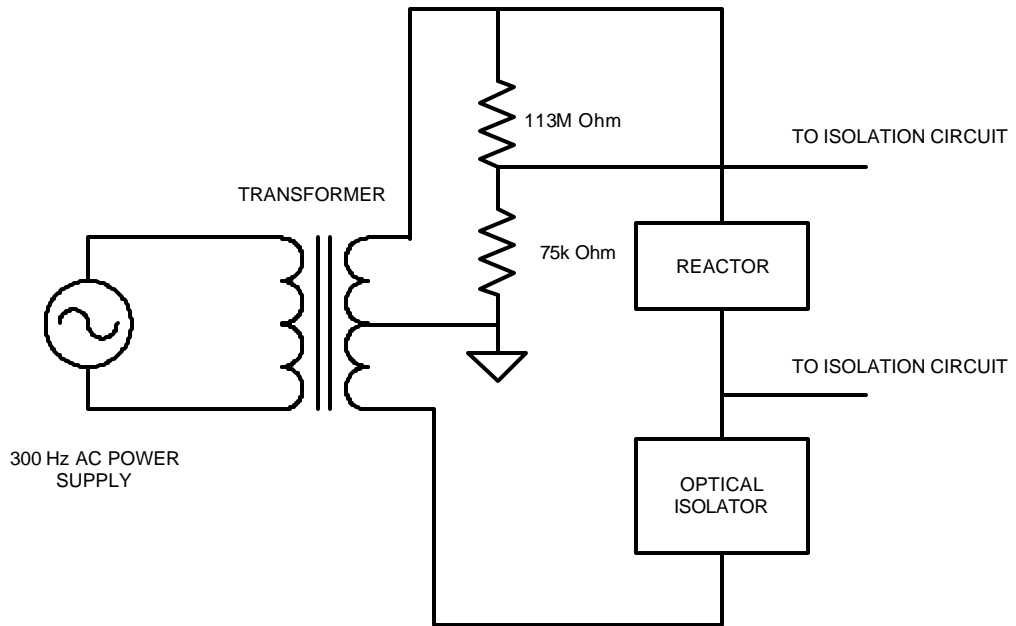 113M Ohm
TO ISOLATION CIRCUIT
TRANSFORMER
75k Ohm
REACTOR
TO ISOLATION CIRCUIT
300 Hz AC POWER
SUPPLY
OPTICAL
ISOLATOR